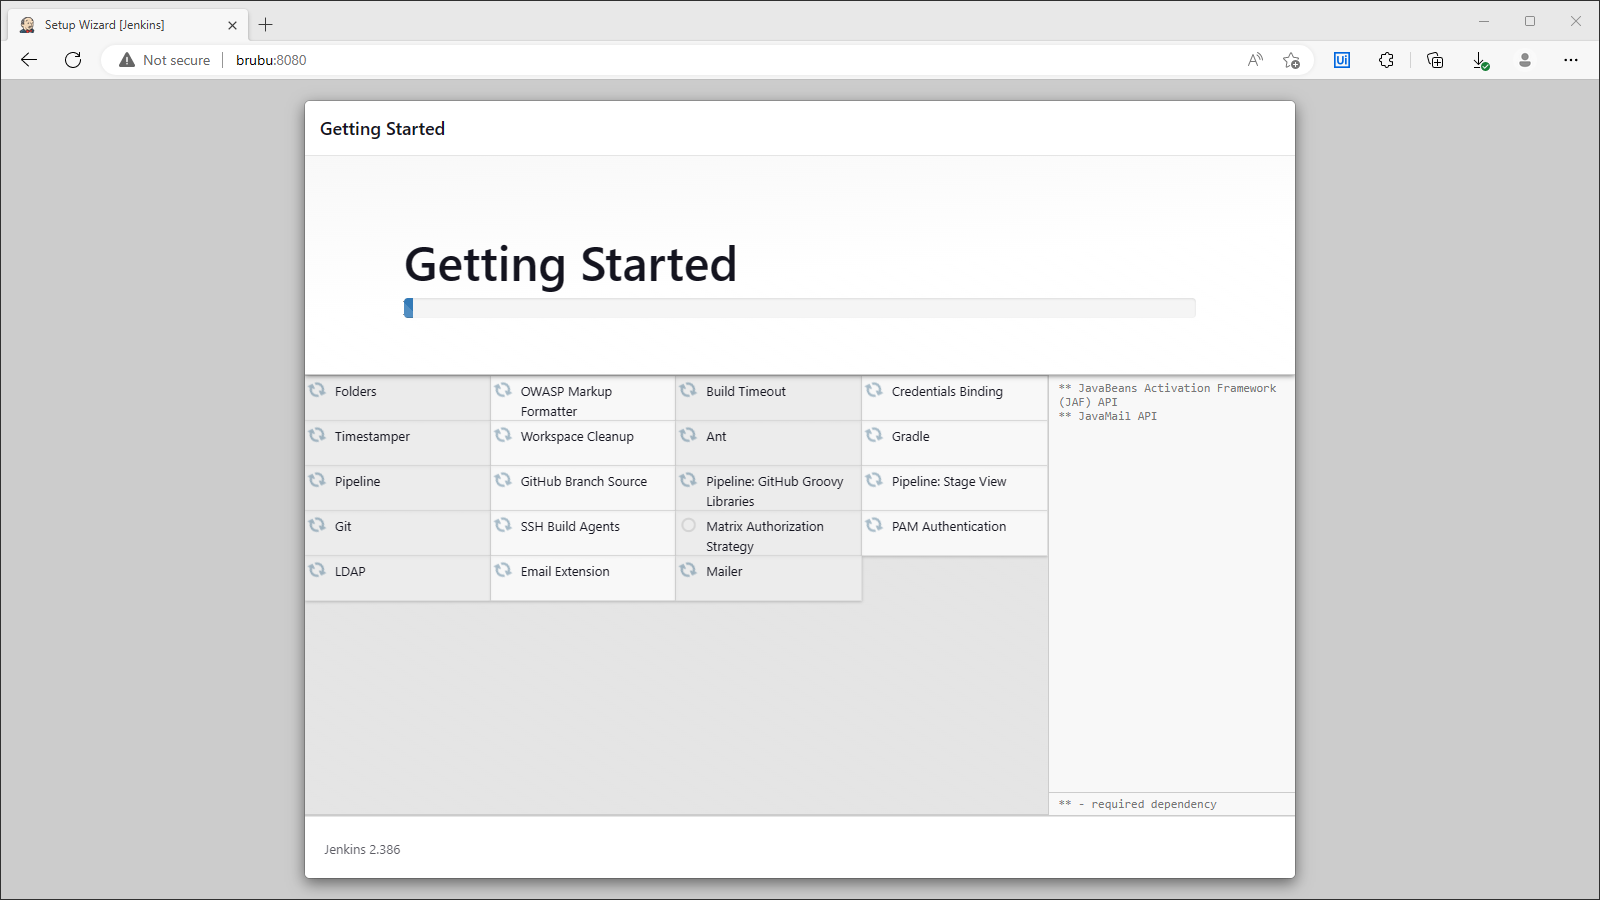 Setup Wizard [Jenkins]
Not secure
brubu:8080
Getting Started
Getting Started
Folders
OWASP Markup
Formatter
Build Timeout
Credentials Binding
Timestamper
Workspace Cleanup
Ant
Gradle
Pipeline
GitHub Branch Source
Pipeline: GitHub Groovy
Libraries
Pipeline: Stage View
Git
SSH Build Agents
Matrix Authorization
Strategy
PAM Authentication
LDAP
Email Extension
Mailer
** JavaBeans Activation Framework
(JAF) API
** JavaMail API
** - required dependency
Jenkins 2.386